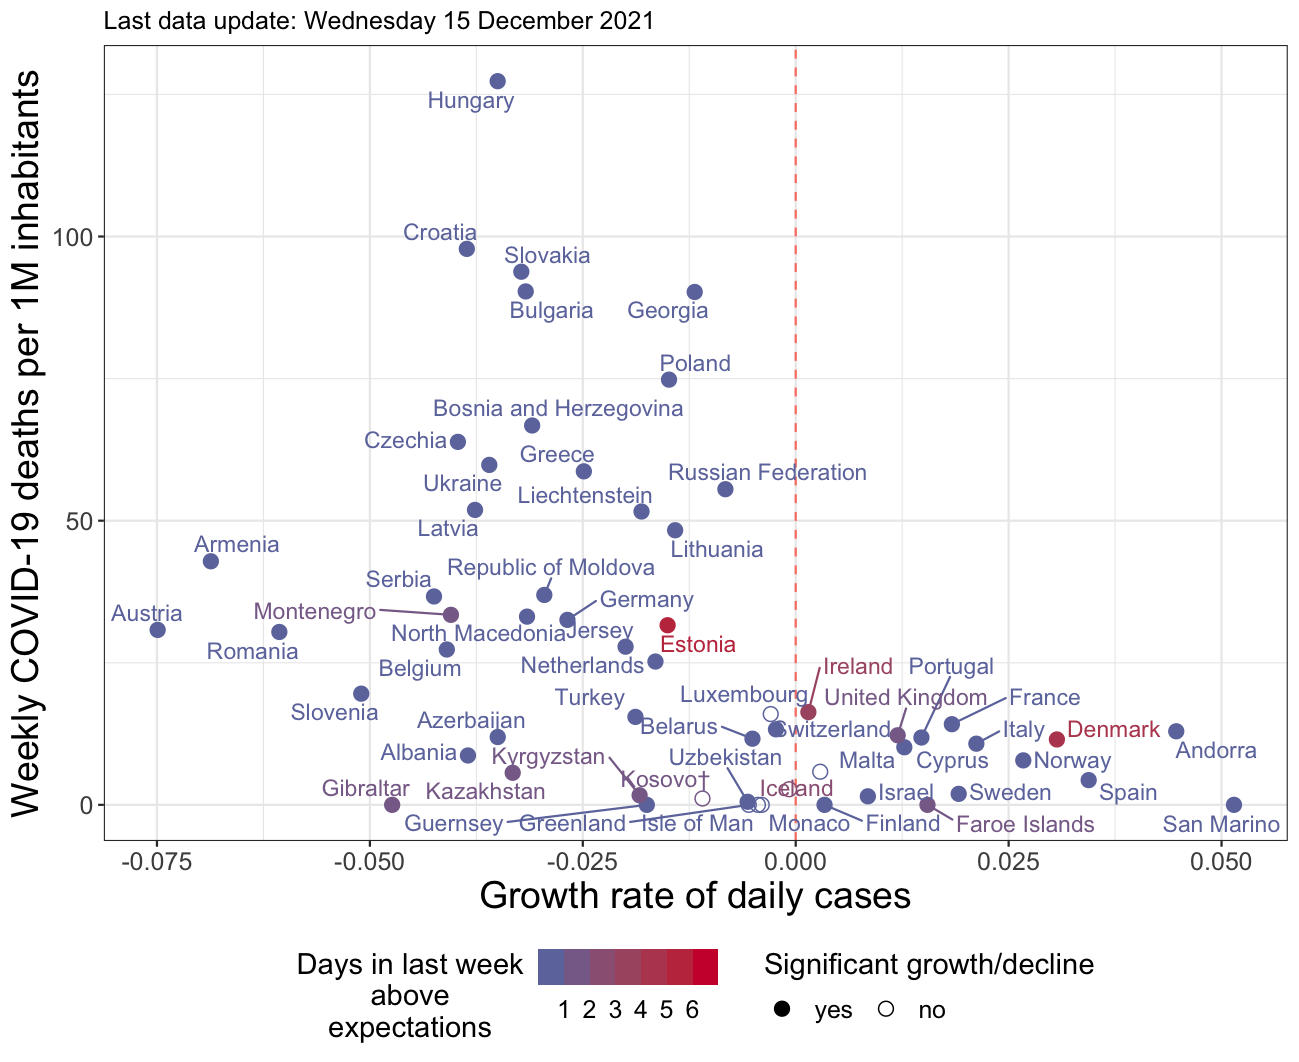 Last data update: Wednesday 15 December 2021
Weekly COVID-19 deaths per 1M inhabitants
100
50
0
Hungary
Croatia
Slovakia
Bulgaria
Georgia
Poland
Bosnia and Herzegovina
Czechia
Greece
Ukraine
Russian Federation
Liechtenstein
Latvia
Lithuania
Armenia
Republic of Moldova
Serbia
Germany
Montenegro
Austria
North Macedonia
Jersey
Estonia
Romania
Belgium
Netherlands
Ireland
Portugal
Turkey
Luxembourg
United Kingdom
France
Slovenia
Azerbaijan
Belarus
Switzerland
Italy
Denmark
Albania
Kyrgyzstan
Uzbekistan
Malta
Cyprus
Norway
Andorra
Gibraltar
Kazakhstan
Kosovo†
Iceland
Israel
Sweden
Spain
Guernsey
Greenland
Isle of Man
Monaco
Finland
Faroe Islands
San Marino
-0.075
-0.050
-0.025
0.000
0.025
0.050
Growth rate of daily cases
Days in last week
above
expectations
1 2 3 4 5 6
Significant growth/decline
yes
no